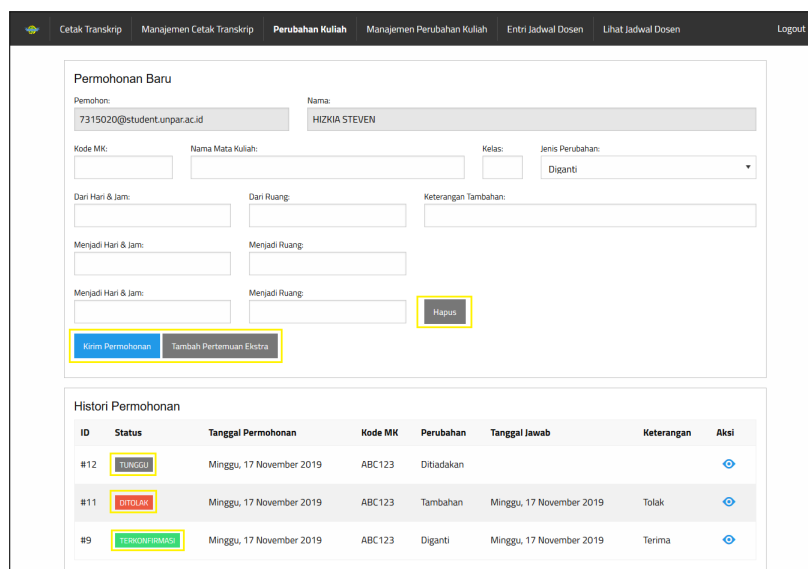 Cetak Transkrip Manajemen Cetak Transkrip Perubahan Kuliah Manajemen Perubahan Kuliah Entri Jadwal Dosen Lihat Jadwal Dosen Logout
Permohonan Baru
Pemohon: Nama:
7315020@student.unpar.ac.id HIZKIA STEVEN
Kode MK: Nama Mata Kuliah: Kelas: Jenis Perubahan:
Diganti
Dari Hari & Jam: Dari Ruang: Keterangan Tambahan:
Menjadi Hari & Jam: Menjadi Ruang:
Menjadi Hari & Jam: Menjadi Ruang:
Hapus
Kirim Permohonan Tambah Pertemuan Ekstra
Histori Permohonan
ID Status Tanggal Permohonan Kode MK Perubahan Tanggal Jawab Keterangan Aksi
#12 TUNGGU Minggu, 17 November 2019 ABC123 Ditiadakan
#11 DITOLAK Minggu, 17 November 2019 ABC123 Tambahan Minggu, 17 November 2019 Tolak
#9 TERKONFIRMASI Minggu, 17 November 2019 ABC123 Diganti Minggu, 17 November 2019 Terima